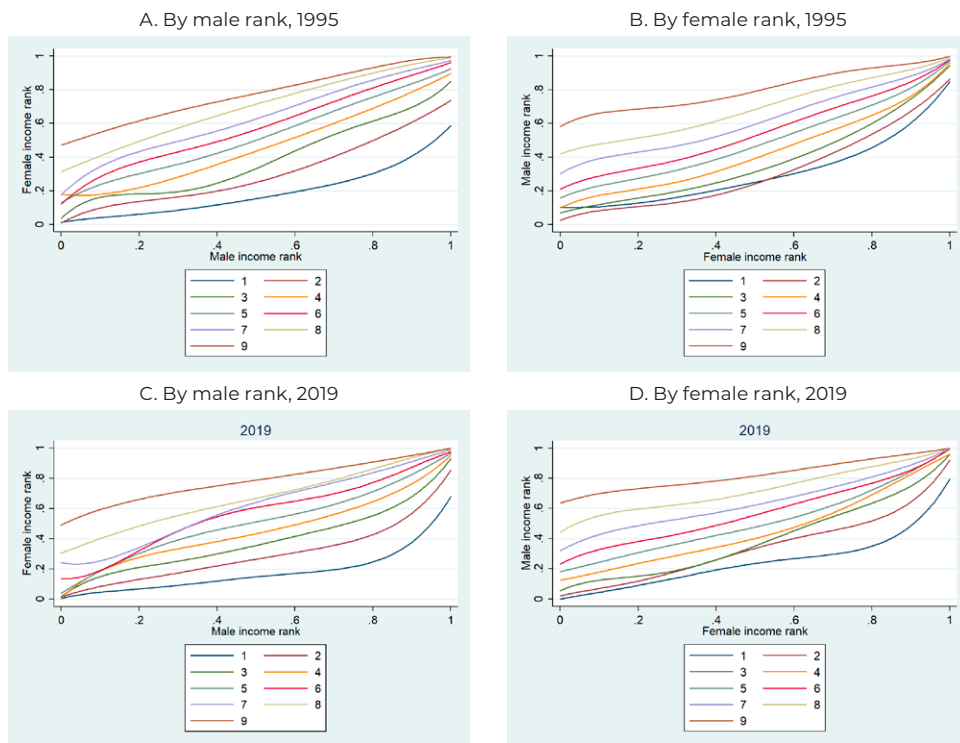 A. By male rank, 1995
Female income rank
1
.8
.6
.4
.2
0
0 .2 .4 .6 .8 1
Male income rank
1 2
3 4
5 6
7 8
9
B. By female rank, 1995
Male income rank
1
.8
.6
.4
.2
0
0 .2 .4 .6 .8 1
Female income rank
1 2
3 4
5 6
7 8
9
C. By male rank, 2019
2019
Female income rank
1
.8
.6
.4
.2
0
0 .2 .4 .6 .8 1
Male income rank
1 2
3 4
5 6
7 8
9
D. By female rank, 2019
2019
Male income rank
1
.8
.6
.4
.2
0
0 .2 .4 .6 .8 1
Female income rank
1 2
3 4
5 6
7 8
9